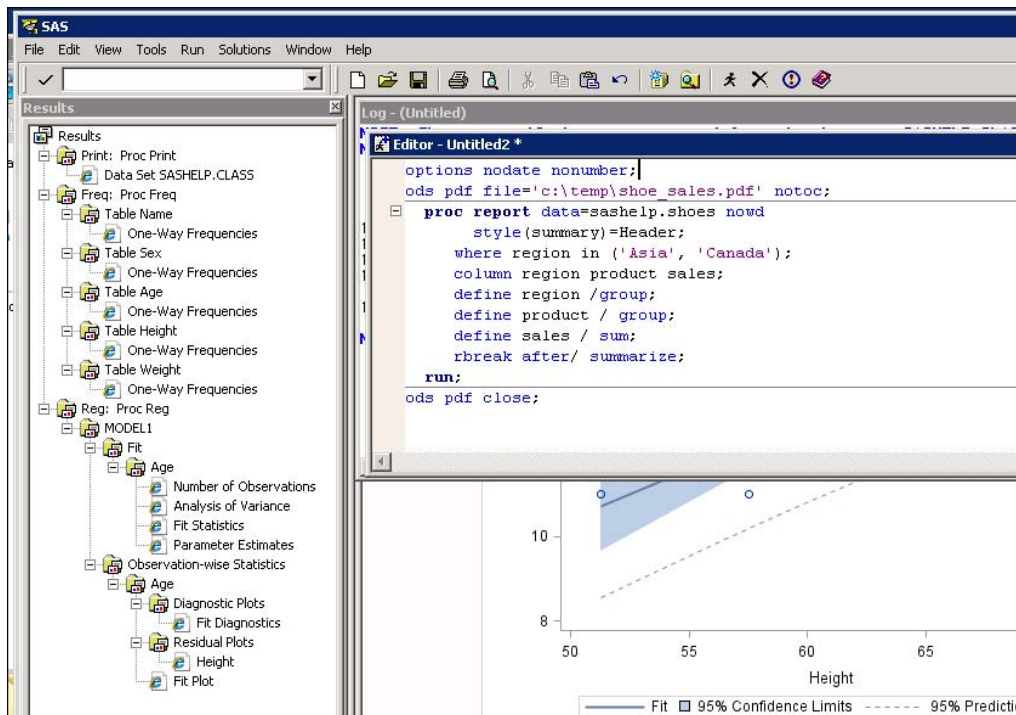 SAS
File Edit View Tools Run Solutions Window Help
Results
Results
Print: Proc Print
Data Set SASHELP.CLASS
Freq: Proc Freq
Table Name
One-Way Frequencies
Table Sex
One-Way Frequencies
Table Age
One-Way Frequencies
Table Height
One-Way Frequencies
Table Weight
One-Way Frequencies
Reg: Proc Reg
MODEL1
Fit
Age
Number of Observations
Analysis of Variance
Fit Statistics
Parameter Estimates
Observation-wise Statistics
Age
Diagnostic Plots
Fit Diagnostics
Residual Plots
Height
Fit Plot
Log - (Untitled)
Editor - Untitled2 *
options nodate nonumber;
ods pdf file='c:\temp\shoe_sales.pdf' notoc;
proc report data=sashelp.shoes nowd
style(summary)=Header;
where region in ('Asia', 'Canada');
column region product sales;
define region /group;
define product / group;
define sales / sum;
rbreak after/ summarize;
run;
ods pdf close;
10
8
50 55 60 65
Height
Fit 95% Confidence Limits 95% Predictio